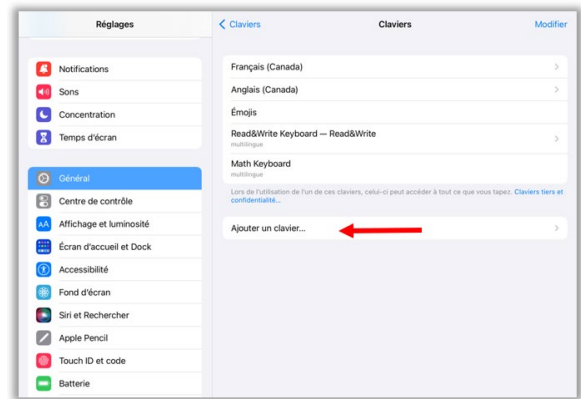 Réglages
Notifications
Sons
Concentration
Temps d'écran
Général
Centre de contrôle
Affichage et luminosité
Écran d'accueil et Dock
Accessibilité
Fond d'écran
Siri et Rechercher
Apple Pencil
Touch ID et code
Batterie
Claviers
Claviers
Modifier
Français (Canada)
Anglais (Canada)
Émojis
Read&Write Keyboard — Read&Write
multilingue
Math Keyboard
multilingue
Lors de l'utilisation de l'un de ces claviers, celui-ci peut accéder à tout ce que vous tapez. Claviers tiers et
confidentialité...
Ajouter un clavier...